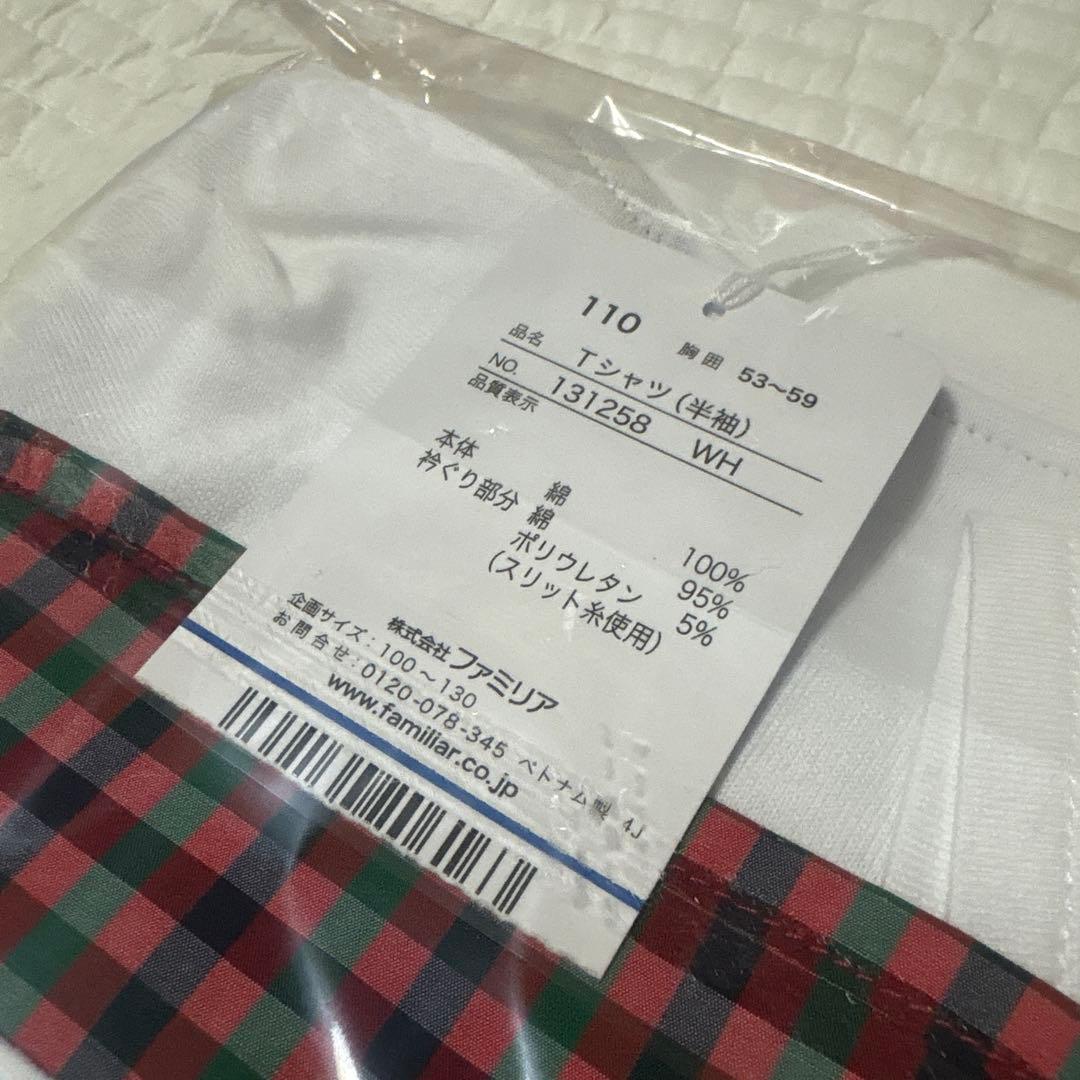 110 胸囲 53~59
品名 Tシャツ(半袖)
NO. 131258 WH
品質表示
本体 綿 100%
衿ぐり部分 綿 95%
ポリウレタン 5%
(スリット糸使用)
株式会社ファミリア
企画サイズ:100~130
お問合せ:0120-078-345 ベトナム製 4J
www.familiar.co.jp